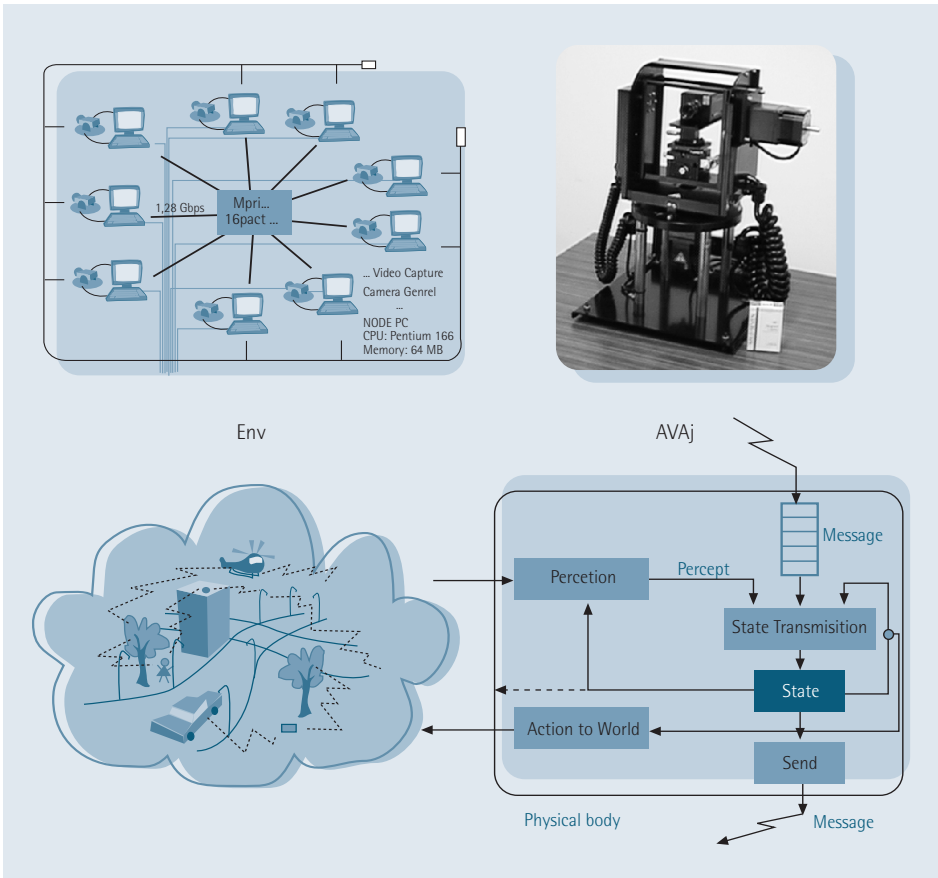 1,28 Gbps
Mpri...
16pact ...
... Video Capture
Camera Genrel
...
NODE PC
CPU: Pentium 166
Memory: 64 MB
Env
AVAj
Message
Percetion
Percept
State Transmisition
State
Action to World
Send
Physical body
Message